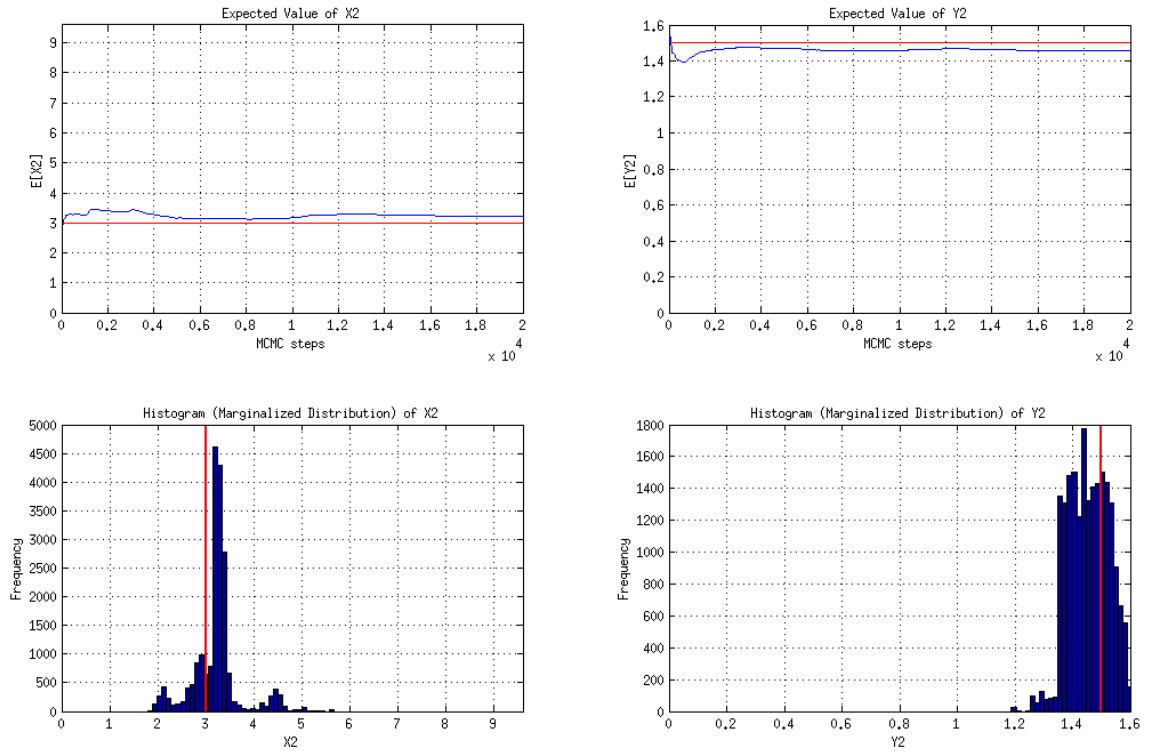 Expected Value of X2
9
8
7
6
5
4
3
2
1
0
E[X2]
0 0.2 0.4 0.6 0.8 1 1.2 1.4 1.6 1.8 2
MCMC steps
x 10 4
Expected Value of Y2
1.6
1.4
1.2
1
0.8
0.6
0.4
0.2
0
E[Y2]
0 0.2 0.4 0.6 0.8 1 1.2 1.4 1.6 1.8 2
MCMC steps
x 10 4
Histogram (Marginalized Distribution) of X2
5000
4500
4000
3500
3000
2500
2000
1500
1000
500
0
Frequency
0 1 2 3 4 5 6 7 8 9
X2
Histogram (Marginalized Distribution) of Y2
1800
1600
1400
1200
1000
800
600
400
200
0
Frequency
0 0.2 0.4 0.6 0.8 1 1.2 1.4 1.6
Y2